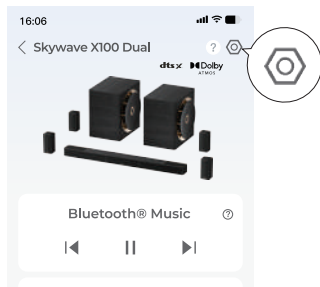 16:06
Skywave X100 Dual
?
dts x Dolby
ATMOS
Bluetooth® Music
?